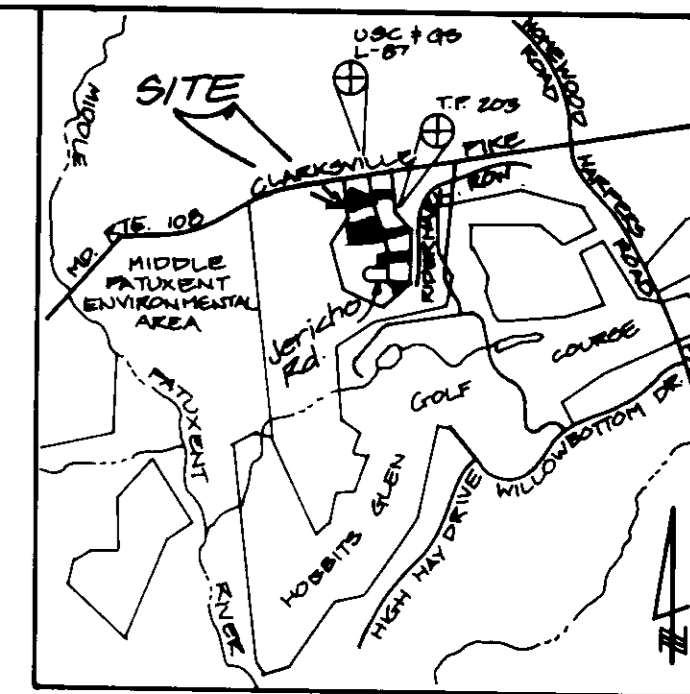 USC & GS
L-87
HOMEWOOD
ROAD
SITE
T.P. 203
MIDDLE
CLARKSVILLE PIKE
ROW
HARPERS
ROAD
MD. RTE. 108
MIDDLE
PATUXENT
ENVIRONMENTAL
AREA
Jericho
Rd.
COURSE
GOLF
PATUXENT
WILLOWBOTTOM DR.
HOBBITS GLEN
HIGH HAY DRIVE
RIVER